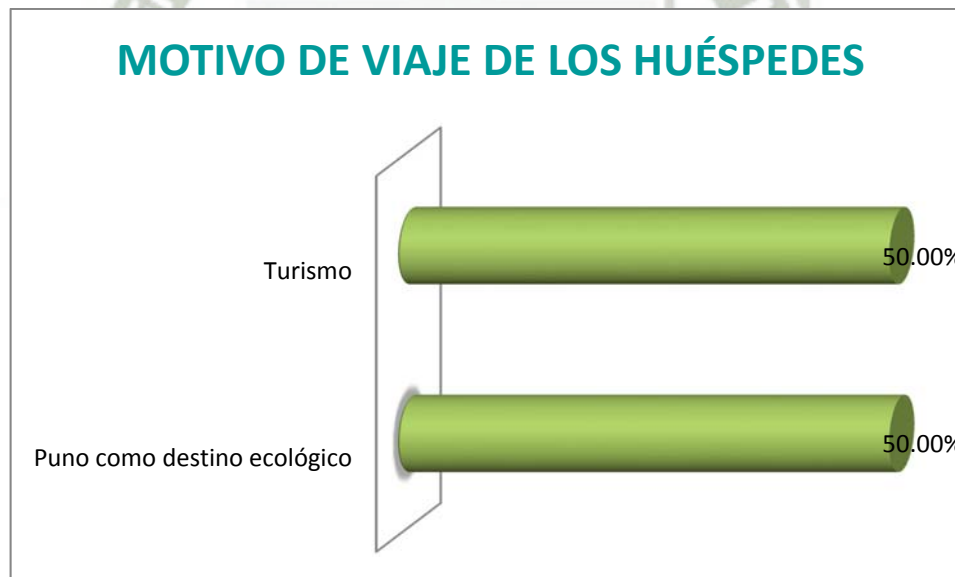 MOTIVO DE VIAJE DE LOS HUÉSPEDES
Turismo
50.00%
Puno como destino ecológico
50.00%